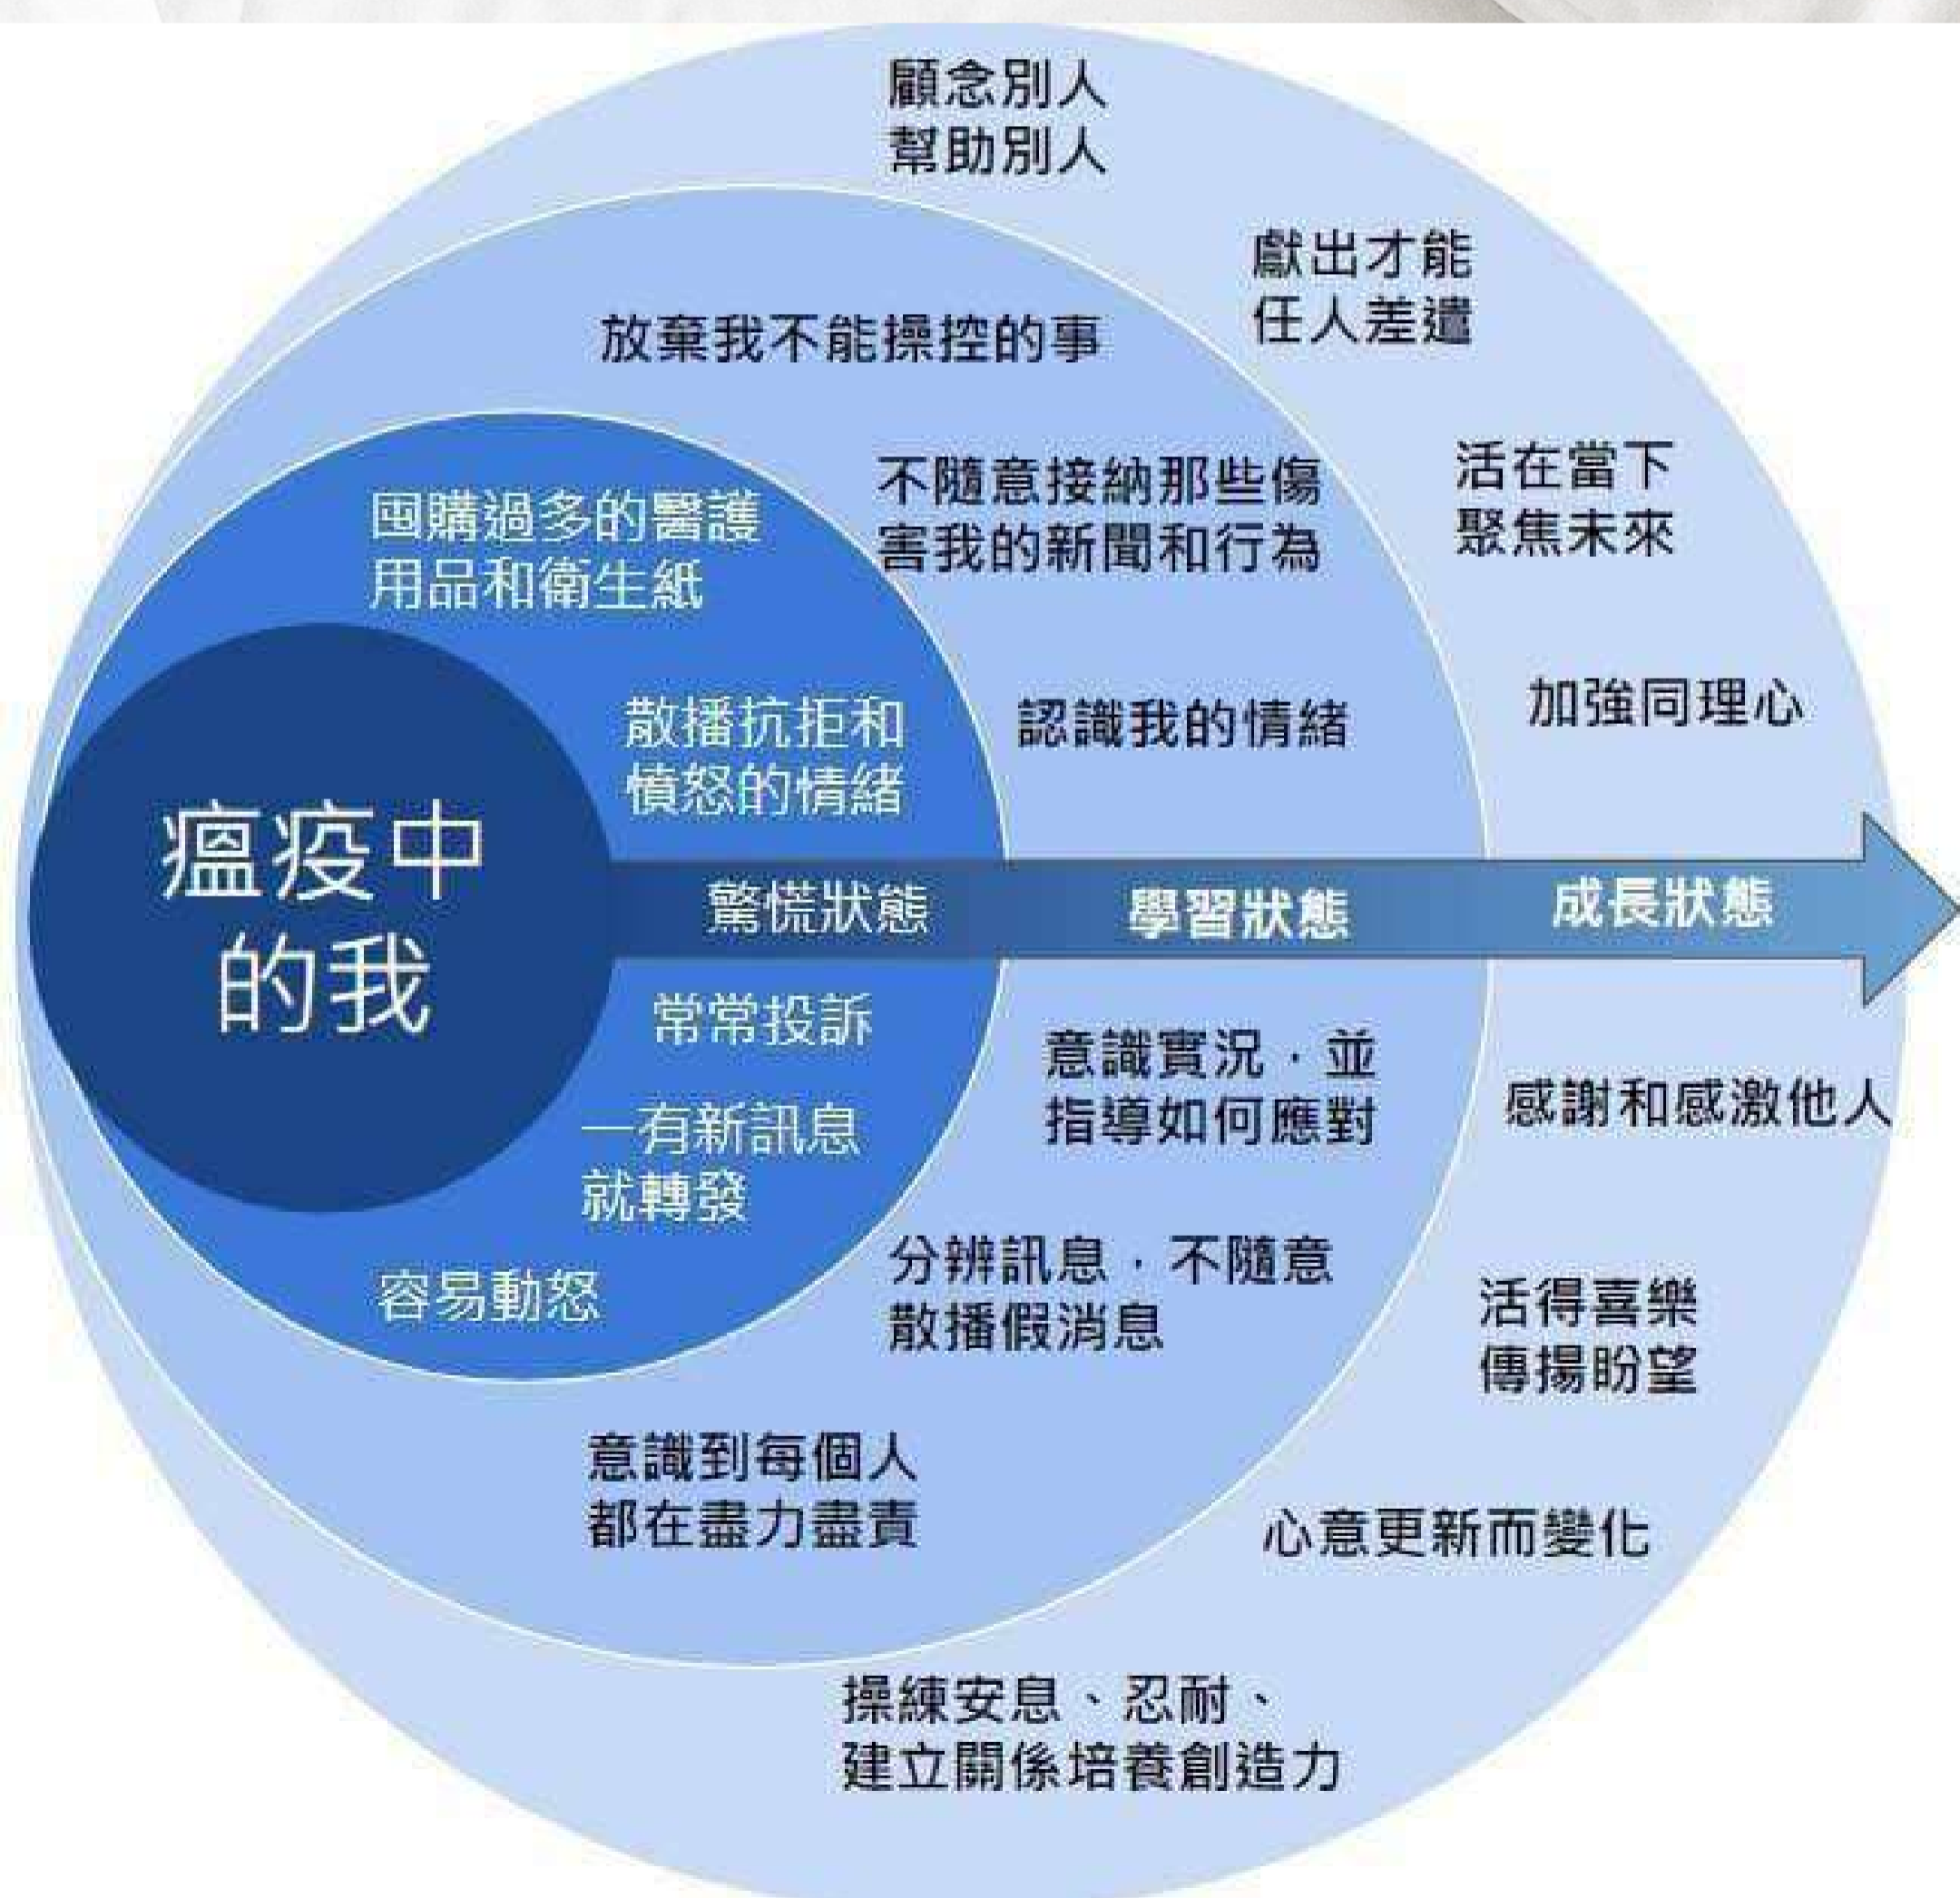 顧念別人
幫助別人
獻出才能
任人差遣
放棄我不能操控的事
活在當下
聚焦未來
不隨意接納那些傷
害我的新聞和行為
囤購過多的醫護
用品和衛生紙
加強同理心
認識我的情緒
散播抗拒和
憤怒的情緒
瘟疫中
的我
驚慌狀態
學習狀態
成長狀態
常常投訴
意識實況，並
指導如何應對
感謝和感激他人
一有新訊息
就轉發
分辨訊息，不隨意
散播假消息
容易動怒
活得喜樂
傳揚盼望
意識到每個人
都在盡力盡責
心意更新而變化
操練安息、忍耐、
建立關係培養創造力